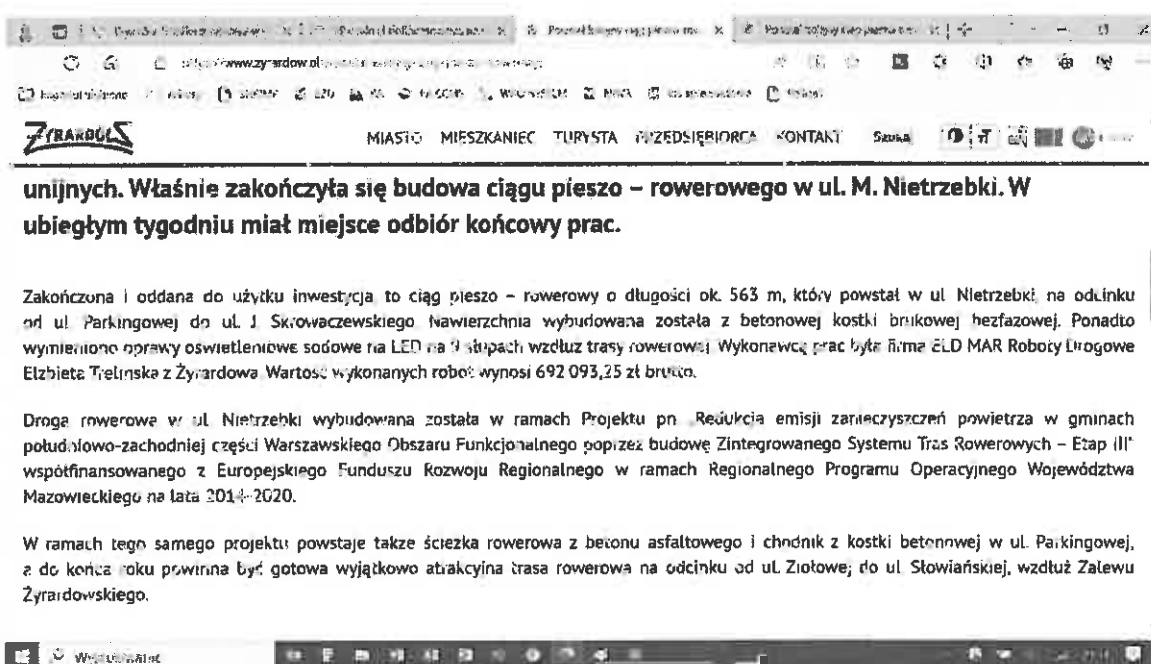 www.zyrardow.pl
ŻYRARDÓW
MIASTO MIESZKANIEC TURYSTA PRZEDSIĘBIORCA KONTAKT Szukaj
unijnych. Właśnie zakończyła się budowa ciągu pieszo – rowerowego w ul. M. Nietrzebki. W
ubiegłym tygodniu miał miejsce odbiór końcowy prac.
Zakończona i oddana do użytku inwestycja to ciąg pieszo – rowerowy o długości ok. 563 m, który powstał w ul. Nietrzebki, na odcinku
od ul. Parkingowej do ul. J. Skrowaczewskiego. Nawierzchnia wybudowana została z betonowej kostki brukowej bezfazowej. Ponadto
wymieniono oprawy oświetleniowe sodowe na LED na 9 słupach wzdłuż trasy rowerowej. Wykonawcą prac była firma ELD MAR Roboty Drogowe
Elżbieta Trelińska z Żyrardowa. Wartość wykonanych robót wynosi 692 093,25 zł brutto.
Droga rowerowa w ul. Nietrzebki wybudowana została w ramach Projektu pn. „Redukcja emisji zanieczyszczeń powietrza w gminach
południowo-zachodniej części Warszawskiego Obszaru Funkcjonalnego poprzez budowę Zintegrowanego Systemu Tras Rowerowych – Etap III"
współfinansowanego z Europejskiego Funduszu Rozwoju Regionalnego w ramach Regionalnego Programu Operacyjnego Województwa
Mazowieckiego na lata 2014-2020.
W ramach tego samego projektu powstaje także ścieżka rowerowa z betonu asfaltowego i chodnik z kostki betonowej w ul. Parkingowej,
a do końca roku powinna być gotowa wyjątkowo atrakcyjna trasa rowerowa na odcinku od ul. Ziołowej do ul. Słowiańskiej, wzdłuż Zalewu
Żyrardowskiego.